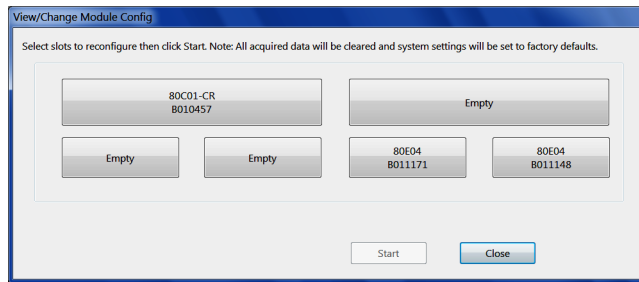 View/Change Module Config
Select slots to reconfigure then click Start. Note: All acquired data will be cleared and system settings will be set to factory defaults.
80C01-CR
B010457
Empty
Empty
Empty
80E04
B011171
80E04
B011148
Start
Close